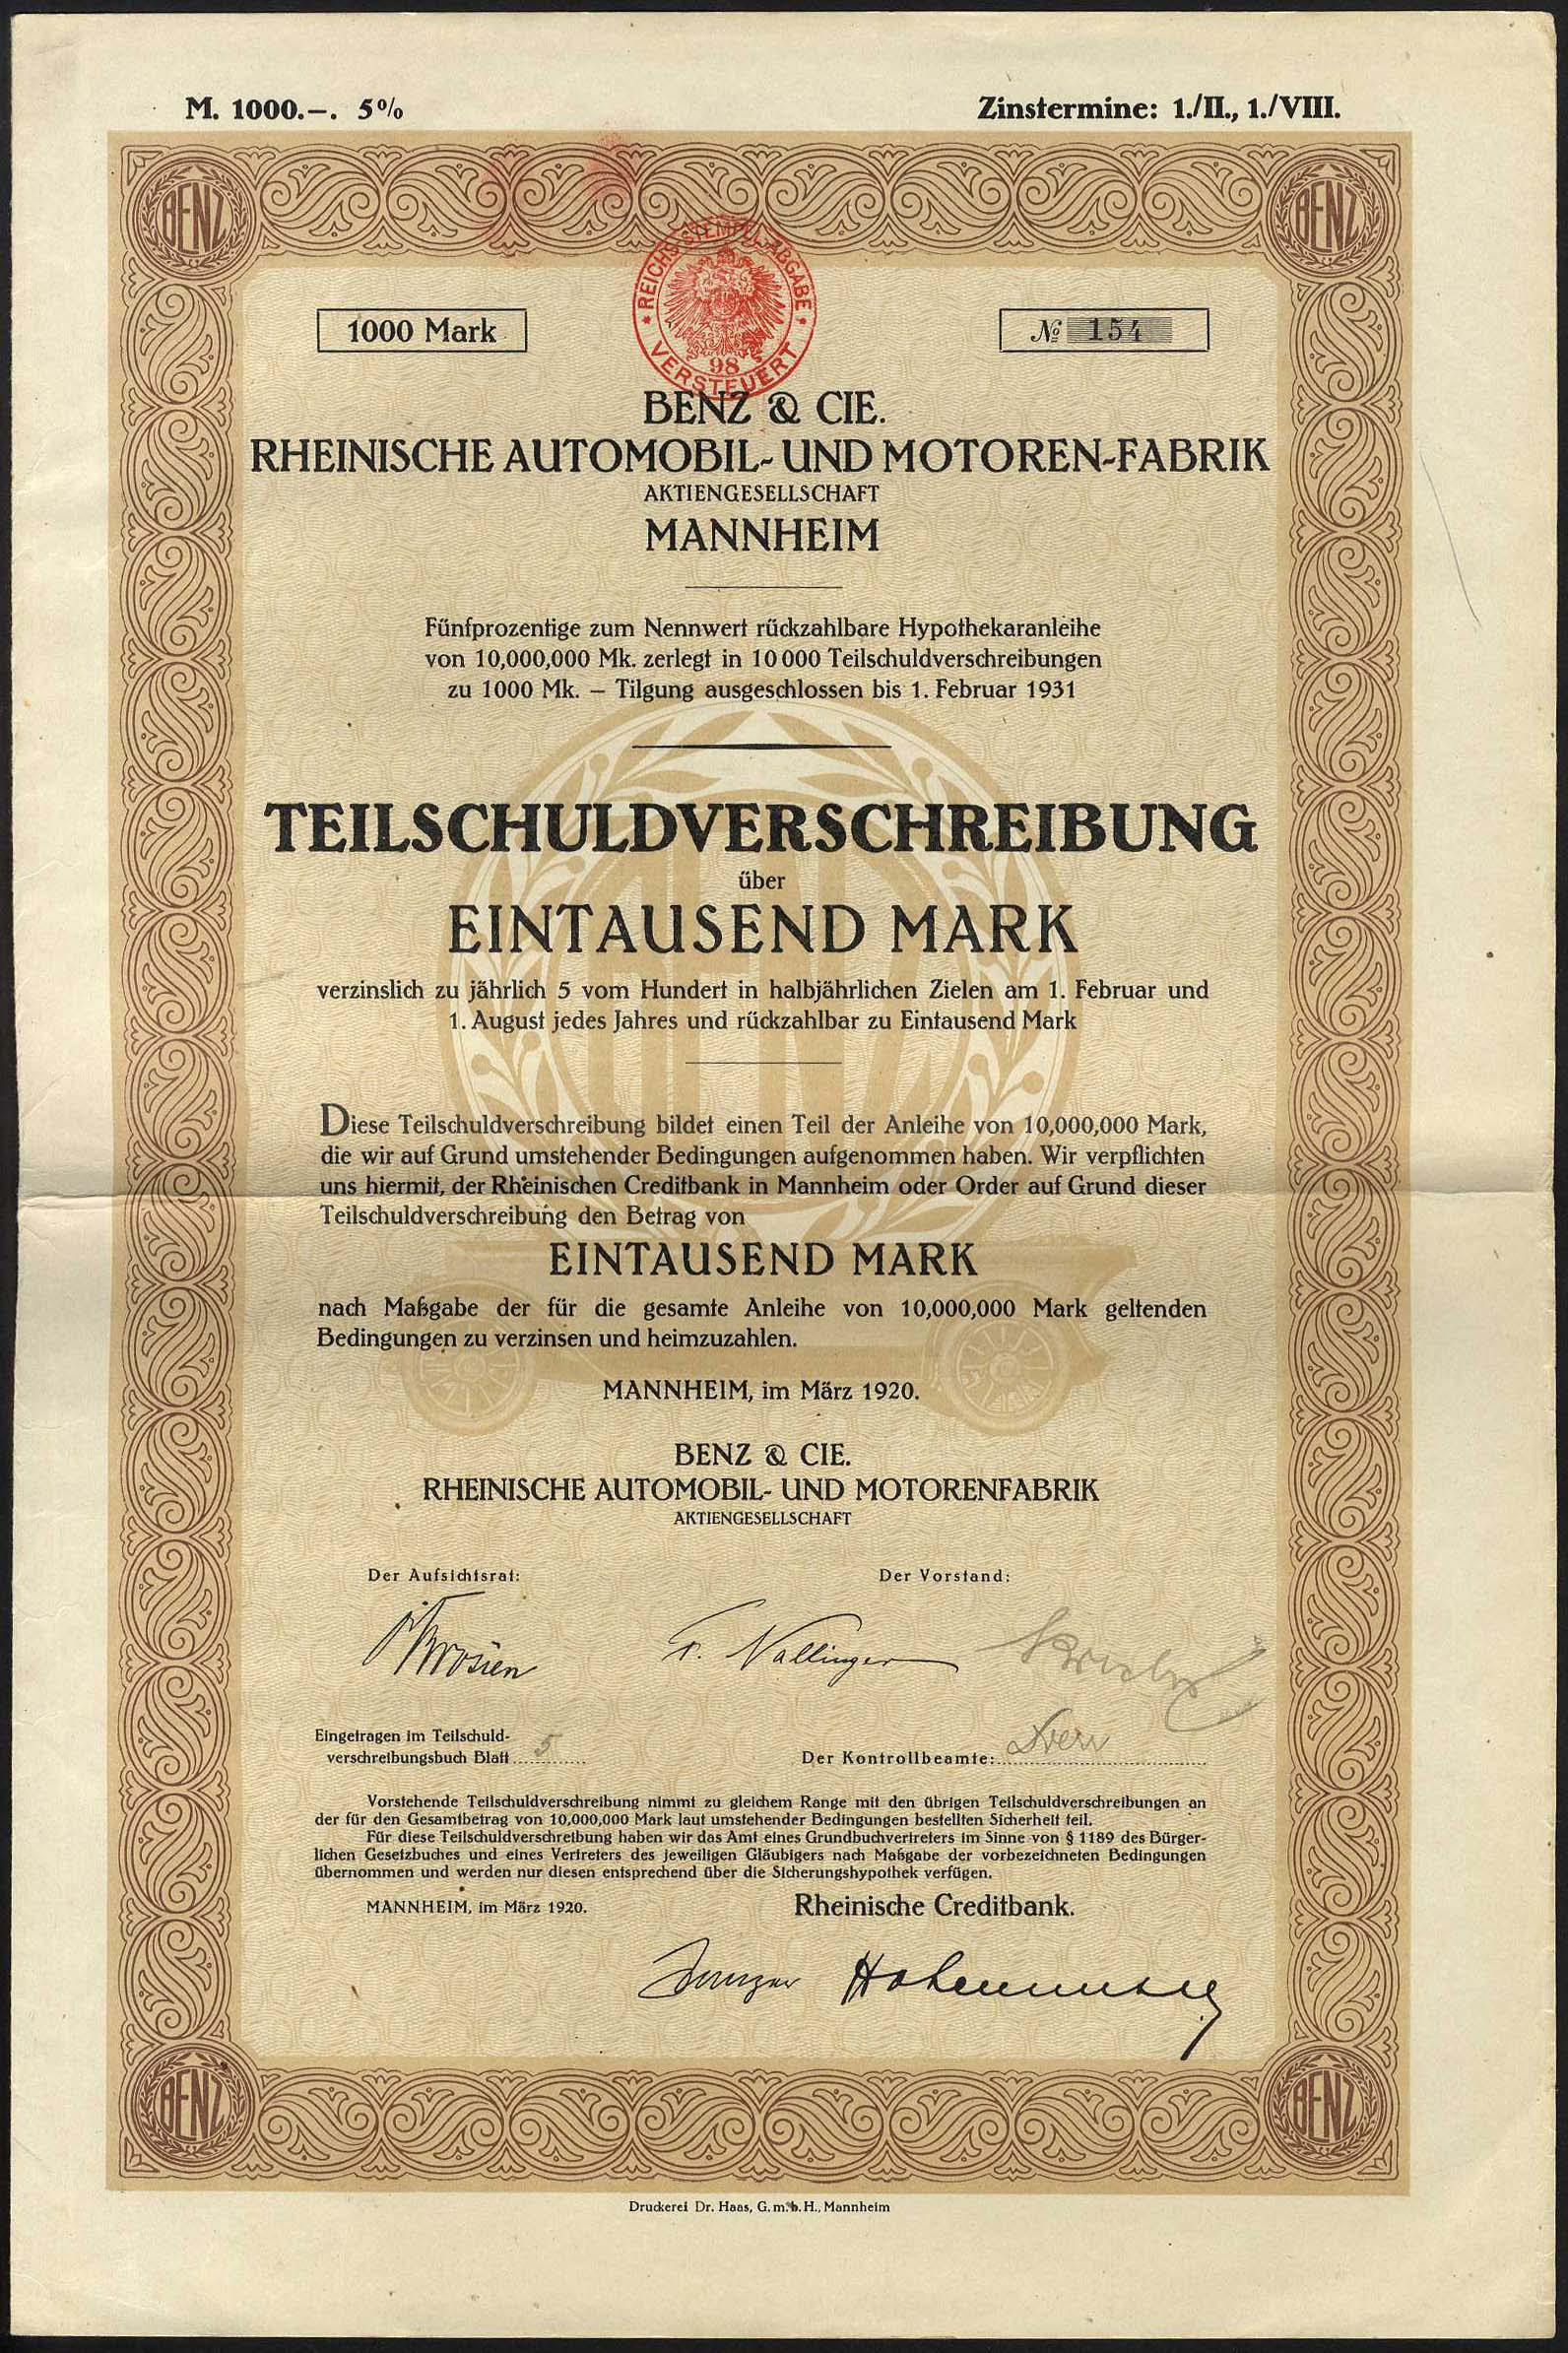 M. 1000.–. 5%
Zinstermine: 1./II., 1./VIII.
BENZ
BENZ
REICHS-STEMPEL-ABGABE
98
VERSTEUERT
1000 Mark
№ 154
BENZ & CIE.
RHEINISCHE AUTOMOBIL- UND MOTOREN-FABRIK
AKTIENGESELLSCHAFT
MANNHEIM
Fünfprozentige zum Nennwert rückzahlbare Hypothekaranleihe
von 10,000,000 Mk. zerlegt in 10000 Teilschuldverschreibungen
zu 1000 Mk. – Tilgung ausgeschlossen bis 1. Februar 1931
TEILSCHULDVERSCHREIBUNG
über
EINTAUSEND MARK
verzinslich zu jährlich 5 vom Hundert in halbjährlichen Zielen am 1. Februar und
1. August jedes Jahres und rückzahlbar zu Eintausend Mark
BENZ
Diese Teilschuldverschreibung bildet einen Teil der Anleihe von 10,000,000 Mark,
die wir auf Grund umstehender Bedingungen aufgenommen haben. Wir verpflichten
uns hiermit, der Rheinischen Creditbank in Mannheim oder Order auf Grund dieser
Teilschuldverschreibung den Betrag von
EINTAUSEND MARK
nach Maßgabe der für die gesamte Anleihe von 10,000,000 Mark geltenden
Bedingungen zu verzinsen und heimzuzahlen.
MANNHEIM, im März 1920.
BENZ & CIE.
RHEINISCHE AUTOMOBIL- UND MOTORENFABRIK
AKTIENGESELLSCHAFT
Der Aufsichtsrat:
Der Vorstand:
Brosien
F. Nallinger
Eingetragen im Teilschuld-
verschreibungsbuch Blatt 5
Der Kontrollbeamte:
Vorstehende Teilschuldverschreibung nimmt zu gleichem Range mit den übrigen Teilschuldverschreibungen an
der für den Gesamtbetrag von 10,000,000 Mark laut umstehender Bedingungen bestellten Sicherheit teil.
Für diese Teilschuldverschreibung haben wir das Amt eines Grundbuchvertreters im Sinne von § 1189 des Bürger-
lichen Gesetzbuches und eines Vertreters des jeweiligen Gläubigers nach Maßgabe der vorbezeichneten Bedingungen
übernommen und werden nur diesen entsprechend über die Sicherungshypothek verfügen.
MANNHEIM, im März 1920.
Rheinische Creditbank.
BENZ
BENZ
Druckerei Dr. Haas, G. m. b. H., Mannheim